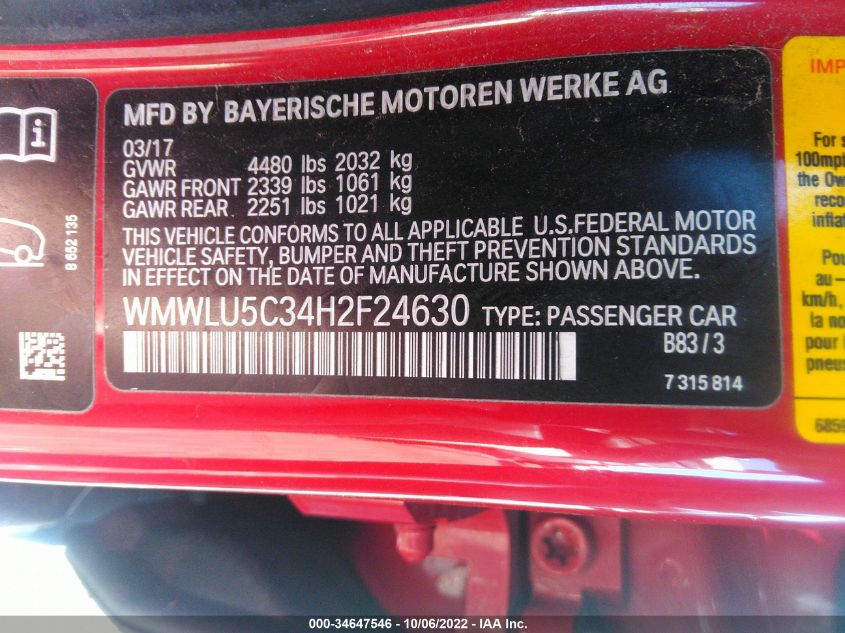 MFD BY BAYERISCHE MOTOREN WERKE AG
03/17
GVWR 4480 lbs 2032 kg
GAWR FRONT 2339 lbs 1061 kg
GAWR REAR 2251 lbs 1021 kg
THIS VEHICLE CONFORMS TO ALL APPLICABLE U.S.FEDERAL MOTOR
VEHICLE SAFETY, BUMPER AND THEFT PREVENTION STANDARDS
IN EFFECT ON THE DATE OF MANUFACTURE SHOWN ABOVE.
WMWLU5C34H2F24630 TYPE: PASSENGER CAR
B83 / 3
7 315 814
8 652 135
IMP
For s
100mpt
the Ow
reco
inflat
Pou
au –
km/h,
la no
pour l
pneus
685
000-34647546 - 10/06/2022 - IAA Inc.